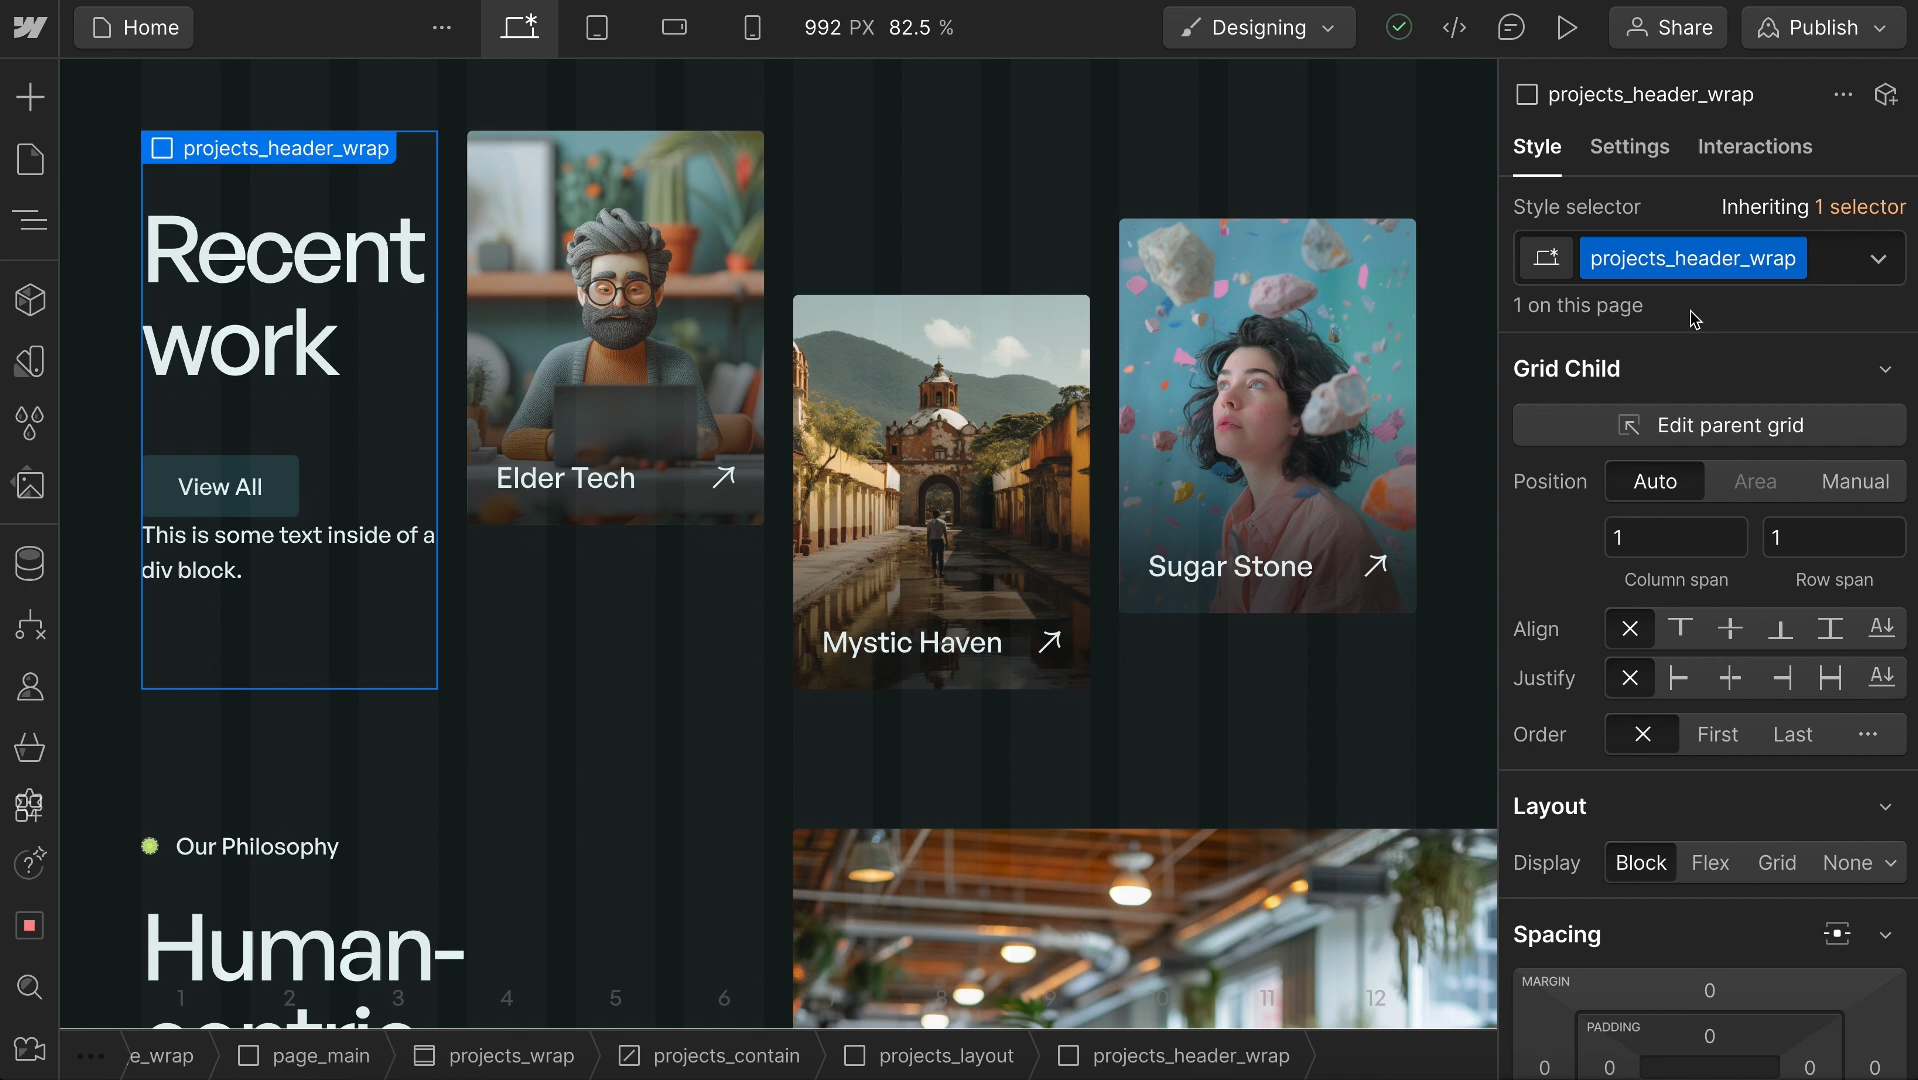 Home
992 PX 82.5 %
Designing
Share
Publish
projects_header_wrap
Recent
work
View All
This is some text inside of a
div block.
Elder Tech
Mystic Haven
Sugar Stone
Our Philosophy
Human-
centric
1 2 3 4 5 6 11 12
e_wrap
page_main
projects_wrap
projects_contain
projects_layout
projects_header_wrap
projects_header_wrap
Style Settings Interactions
Style selector Inheriting 1 selector
projects_header_wrap
1 on this page
Grid Child
Edit parent grid
Position Auto Area Manual
1 1
Column span Row span
Align
Justify
Order First Last
Layout
Display Block Flex Grid None
Spacing
MARGIN
0
PADDING
0
0 0 0 0